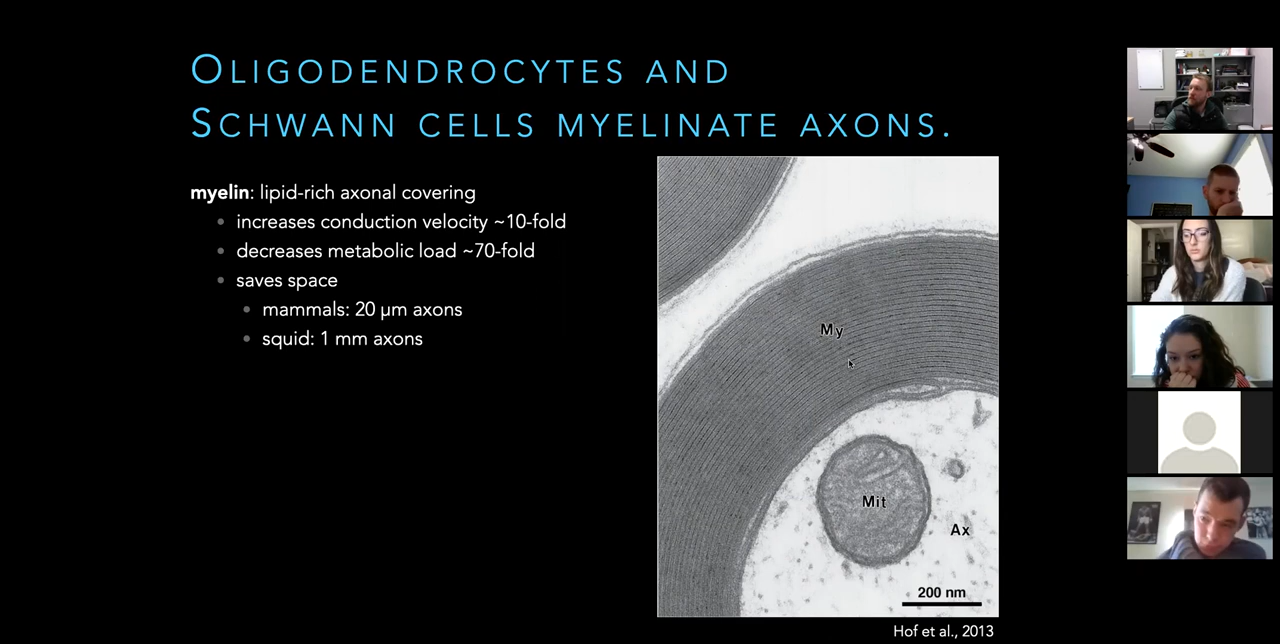 OLIGODENDROCYTES AND
SCHWANN CELLS MYELINATE AXONS.
myelin: lipid-rich axonal covering
increases conduction velocity ~10-fold
decreases metabolic load ~70-fold
saves space
mammals: 20 µm axons
squid: 1 mm axons
My
Mit
Ax
200 nm
Hof et al., 2013